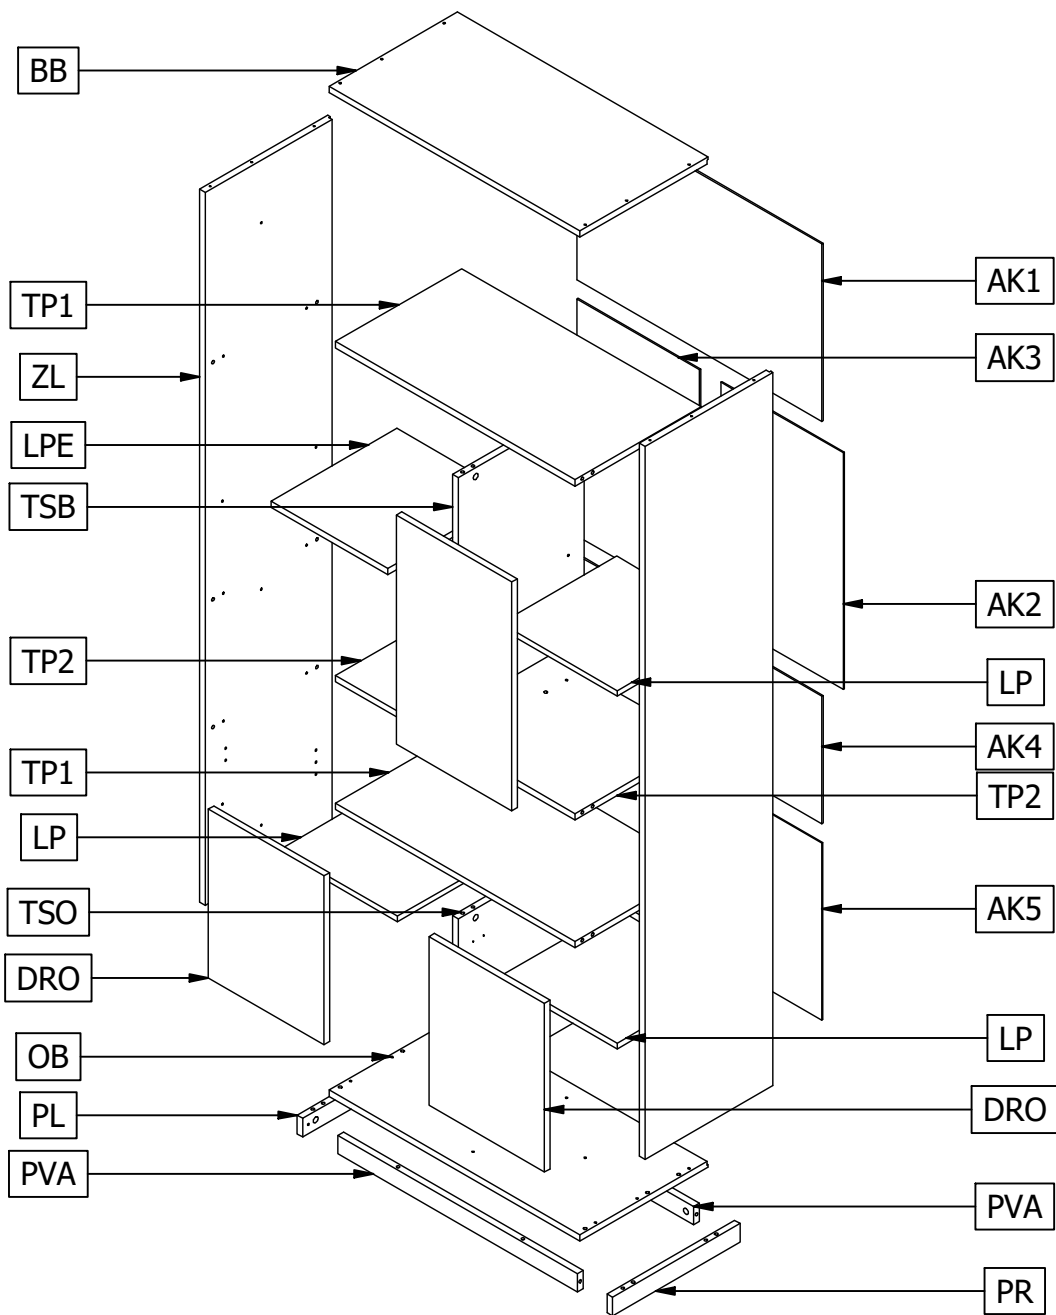 BB
TP1
ZL
LPE
TSB
TP2
TP1
LP
TSO
DRO
OB
PL
PVA
AK1
AK3
AK2
LP
AK4
TP2
AK5
LP
DRO
PVA
PR